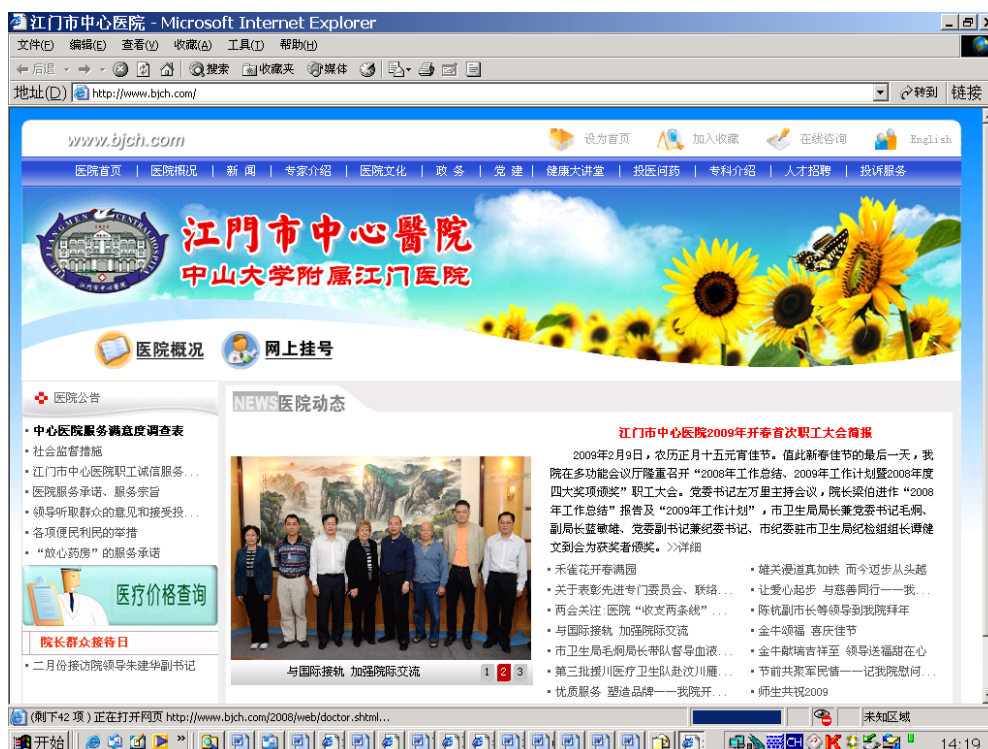 江门市中心医院 - Microsoft Internet Explorer
文件(F) 编辑(E) 查看(V) 收藏(A) 工具(T) 帮助(H)
后退 搜索 收藏夹 媒体
地址(D) http://www.bjch.com/ 转到 链接
www.bjch.com 设为首页 加入收藏 在线咨询 English
医院首页 | 医院概况 | 新 闻 | 专家介绍 | 医院文化 | 政 务 | 党 建 | 健康大讲堂 | 投医问药 | 专科介绍 | 人才招聘 | 投诉服务
江門市中心醫院
中山大学附属江门医院
医院概况 网上挂号
医院公告
中心医院服务满意度调查表
社会监督措施
江门市中心医院职工诚信服务...
医院服务承诺、服务宗旨
领导听取群众的意见和接受投...
各项便民利民的举措
“放心药房”的服务承诺
医疗价格查询
院长群众接待日
二月份接访院领导朱建华副书记
NEWS医院动态
与国际接轨 加强院际交流 1 2 3
江门市中心医院2009年开春首次职工大会简报
2009年2月9日，农历正月十五元宵佳节。值此新春佳节的最后一天，我
院在多功能会议厅隆重召开“2008年工作总结、2009年工作计划暨2008年度
四大奖项颁奖”职工大会。党委书记左万里主持会议，院长梁伯进作“2008
年工作总结”报告及“2009年工作计划”，市卫生局局长兼党委书记毛炯、
副局长蓝敏雄、党委副书记兼纪委书记、市纪委驻市卫生局纪检组组长谭健
文到会为获奖者颁奖。>>详细
禾雀花开春满园
关于表彰先进专门委员会、联络...
两会关注:医院“收支两条线”...
与国际接轨 加强院际交流
市卫生局毛炯局长带队督导血液...
第三批援川医疗卫生队赴汶川雁...
优质服务 塑造品牌——我院开...
雄关漫道真如铁 而今迈步从头越
让爱心起步 与慈善同行——我...
陈杭副市长等领导到我院拜年
金牛颂福 喜庆佳节
金牛献瑞吉祥至 领导送福甜在心
节前共聚军民情——记我院慰问...
师生共祝2009
(剩下42 项) 正在打开网页 http://www.bjch.com/2008/web/doctor.shtml... 未知区域
开始 CH 14:19